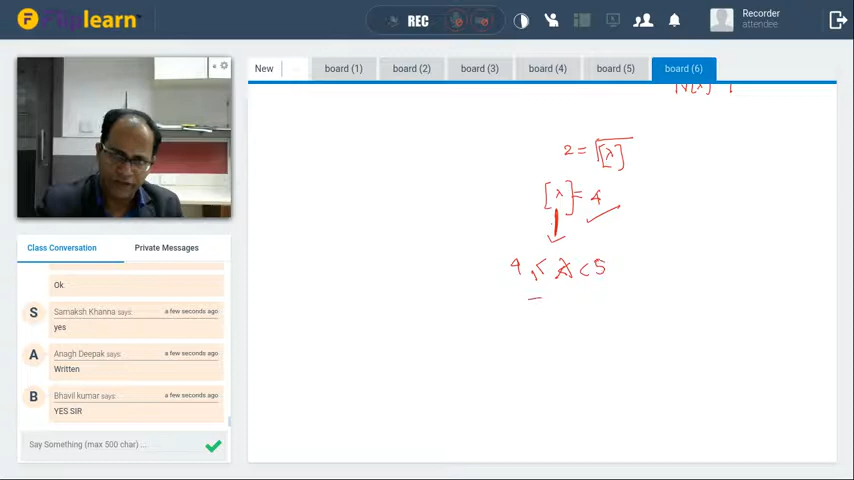 Fliplearn
REC
Recorder
attendee
New
board (1)
board (2)
board (3)
board (4)
board (5)
board (6)
2 = √[λ]
[λ] = 4
4 ≤ λ < 5
Class Conversation
Private Messages
Ok
S
Samaksh Khanna says:
a few seconds ago
yes
A
Anagh Deepak says:
a few seconds ago
Written
B
Bhavil kumar says:
a few seconds ago
YES SIR
Say Something (max 500 char) ...